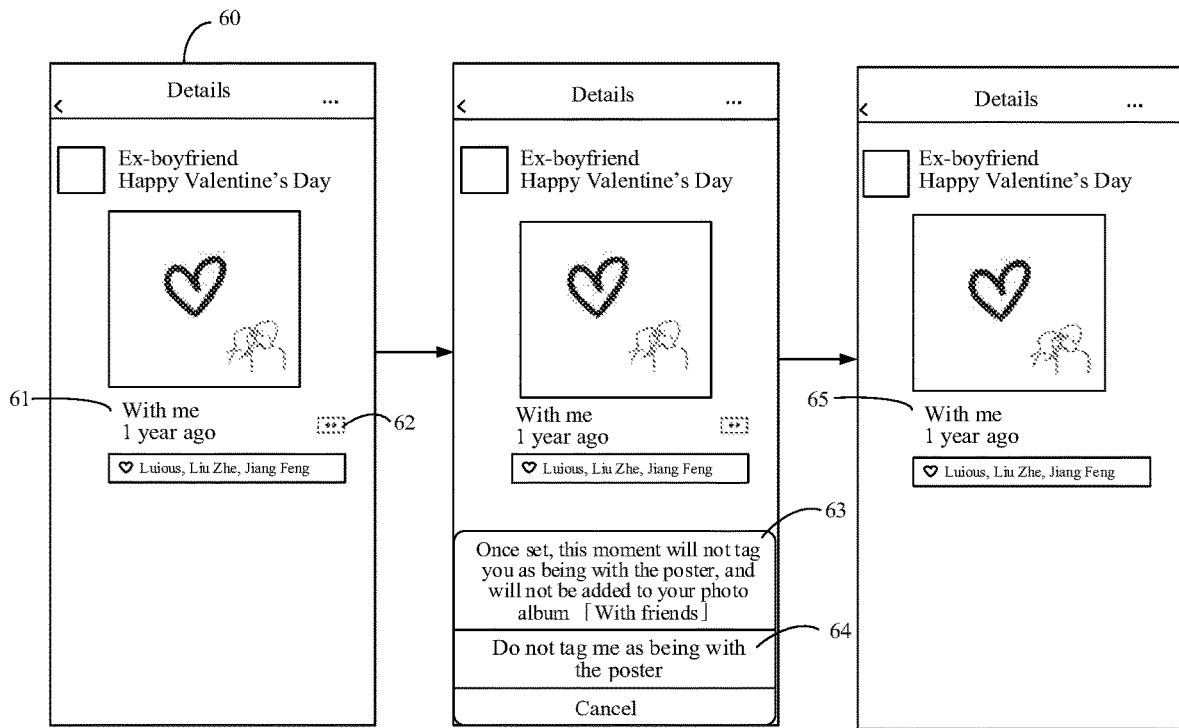 60
Details
<
...
Ex-boyfriend
Happy Valentine's Day
61
With me
1 year ago
62
Luious, Liu Zhe, Jiang Feng
Details
<
...
Ex-boyfriend
Happy Valentine's Day
With me
1 year ago
Luious, Liu Zhe, Jiang Feng
63
Once set, this moment will not tag
you as being with the poster, and
will not be added to your photo
album「With friends」
64
Do not tag me as being with
the poster
Cancel
Details
<
...
Ex-boyfriend
Happy Valentine's Day
65
With me
1 year ago
Luious, Liu Zhe, Jiang Feng